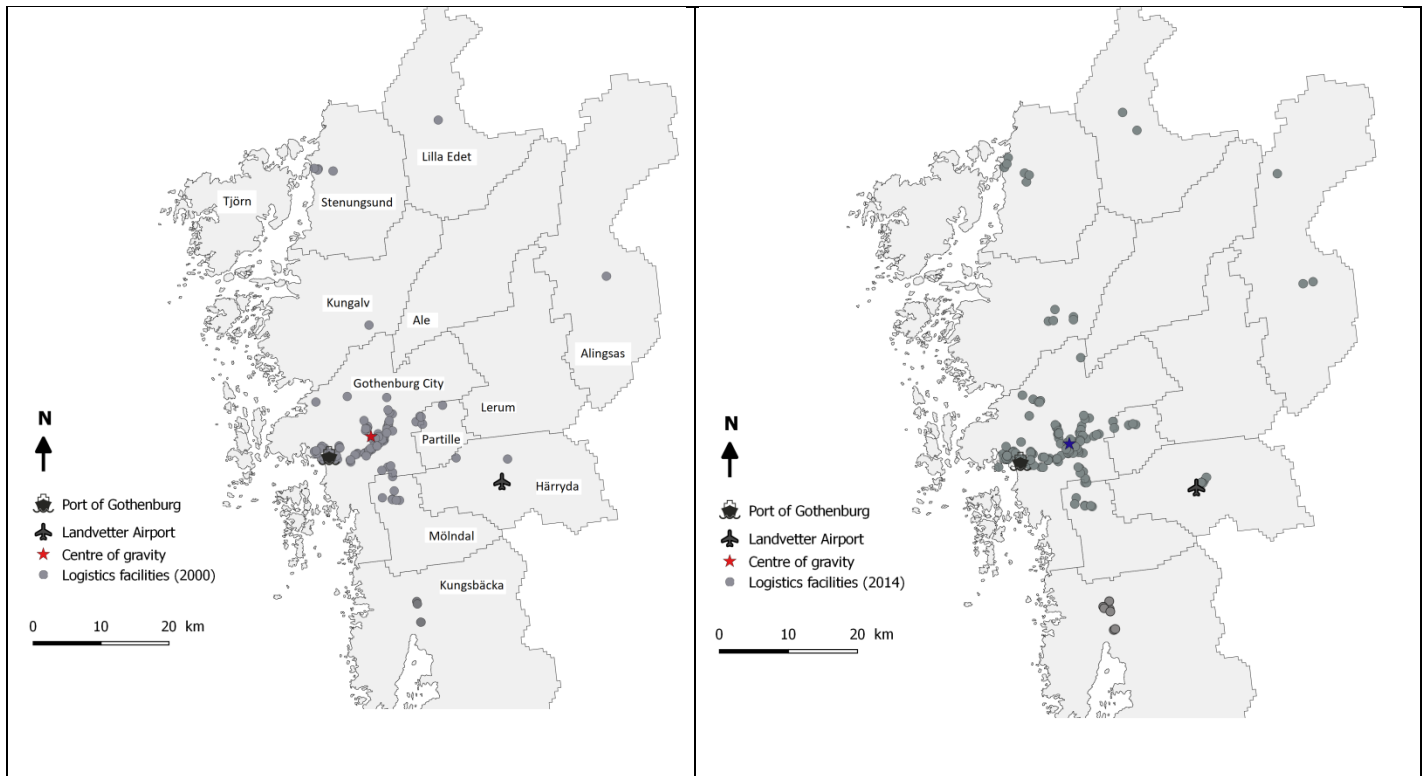 Lilla Edet
Tjörn
Stenungsund
Kungalv
Ale
Alingsas
Gothenburg City
Lerum
Partille
Härryda
Mölndal
Kungsbäcka
N
Port of Gothenburg
Landvetter Airport
Centre of gravity
Logistics facilities (2000)
0 10 20 km
N
Port of Gothenburg
Landvetter Airport
Centre of gravity
Logistics facilities (2014)
0 10 20 km